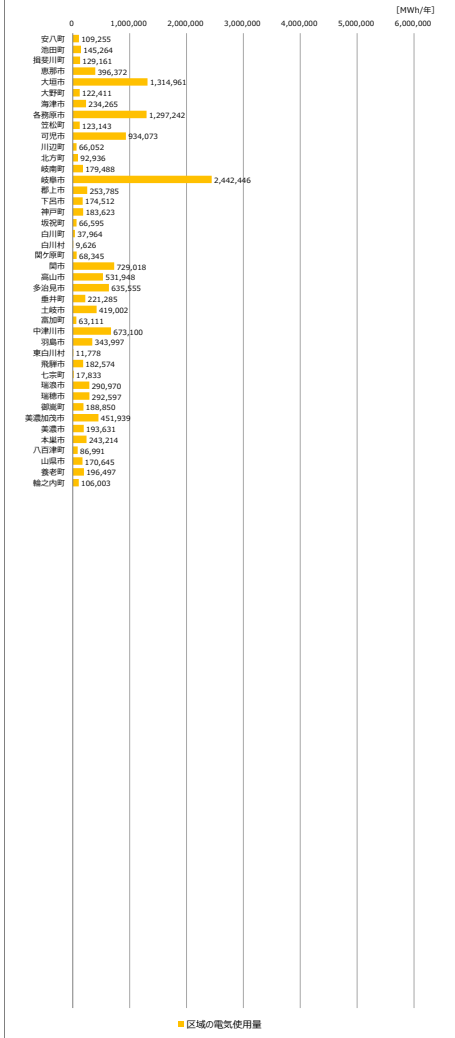 [MWh/年]
0 1,000,000 2,000,000 3,000,000 4,000,000 5,000,000 6,000,000
安八町 109,255
池田町 145,264
揖斐川町 129,161
恵那市 396,372
大垣市 1,314,961
大野町 122,411
海津市 234,265
各務原市 1,297,242
笠松町 123,143
可児市 934,073
川辺町 66,052
北方町 92,936
岐南町 179,488
岐阜市 2,442,446
郡上市 253,785
下呂市 174,512
神戸町 183,623
坂祝町 66,595
白川町 37,964
白川村 9,626
関ケ原町 68,345
関市 729,018
高山市 531,948
多治見市 635,555
垂井町 221,285
土岐市 419,002
富加町 63,111
中津川市 673,100
羽島市 343,997
東白川村 11,778
飛騨市 182,574
七宗町 17,833
瑞浪市 290,970
瑞穂市 292,597
御嵩町 188,850
美濃加茂市 451,939
美濃市 193,631
本巣市 243,214
八百津町 86,991
山県市 170,645
養老町 196,497
輪之内町 106,003
区域の電気使用量